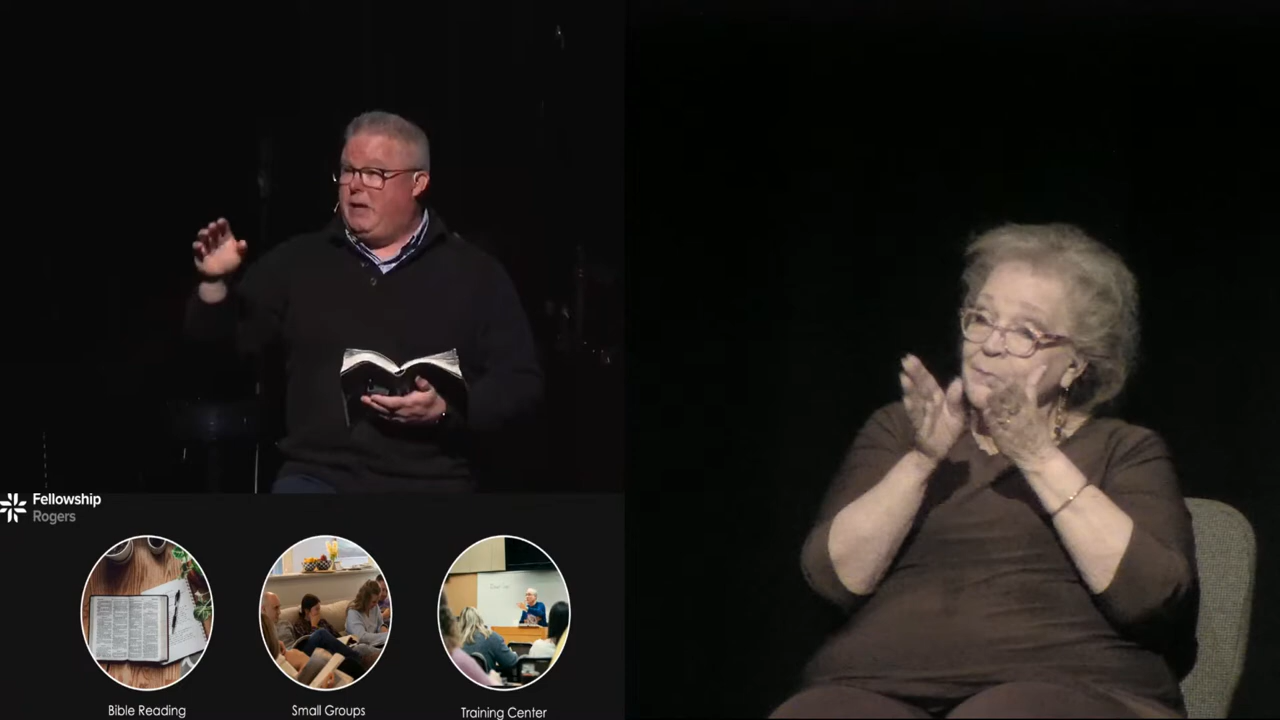 Fellowship
Rogers
Bible Reading
Small Groups
Training Center